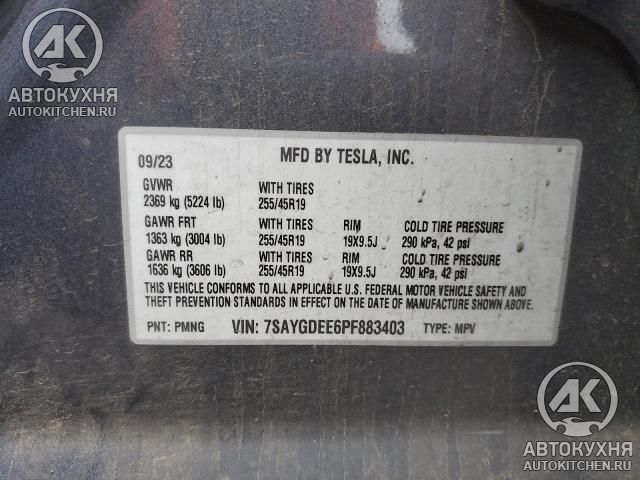 AK
АВТОКУХНЯ
AUTOKITCHEN.RU
09/23 MFD BY TESLA, INC.
GVWR WITH TIRES
2369 kg (5224 lb) 255/45R19
GAWR FRT WITH TIRES RIM COLD TIRE PRESSURE
1363 kg (3004 lb) 255/45R19 19X9.5J 290 kPa, 42 psi
GAWR RR WITH TIRES RIM COLD TIRE PRESSURE
1636 kg (3606 lb) 255/45R19 19X9.5J 290 kPa, 42 psi
THIS VEHICLE CONFORMS TO ALL APPLICABLE U.S. FEDERAL MOTOR VEHICLE SAFETY AND
THEFT PREVENTION STANDARDS IN EFFECT ON THE DATE OF MANUFACTURE SHOWN ABOVE.
PNT: PMNG VIN: 7SAYGDEE6PF883403 TYPE: MPV
AK
АВТОКУХНЯ
AUTOKITCHEN.RU